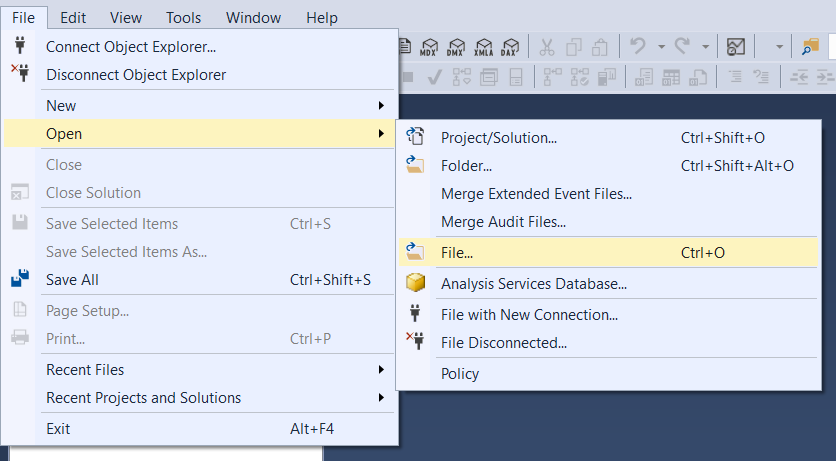 File Edit View Tools Window Help
MDX DMX XMLA DAX
Connect Object Explorer...
Disconnect Object Explorer
New
Open
Close
Close Solution
Save Selected Items Ctrl+S
Save Selected Items As...
Save All Ctrl+Shift+S
Page Setup...
Print... Ctrl+P
Recent Files
Recent Projects and Solutions
Exit Alt+F4
Project/Solution... Ctrl+Shift+O
Folder... Ctrl+Shift+Alt+O
Merge Extended Event Files...
Merge Audit Files...
File... Ctrl+O
Analysis Services Database...
File with New Connection...
File Disconnected...
Policy